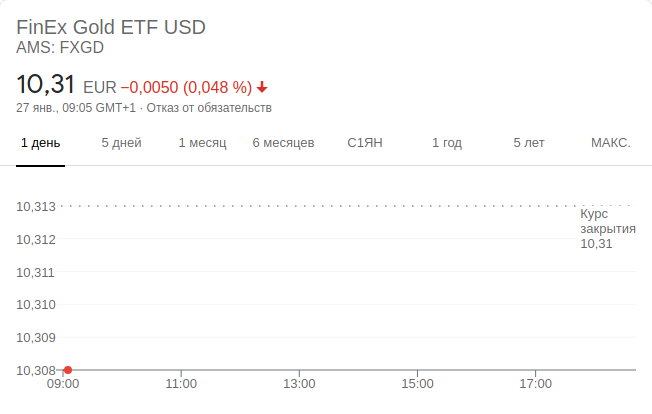 FinEx Gold ETF USD
AMS: FXGD
10,31 EUR −0,0050 (0,048 %)
27 янв., 09:05 GMT+1 · Отказ от обязательств
1 день 5 дней 1 месяц 6 месяцев С1ЯН 1 год 5 лет МАКС.
10,313
Курс
закрытия
10,31
10,312
10,311
10,310
10,309
10,308
09:00 11:00 13:00 15:00 17:00